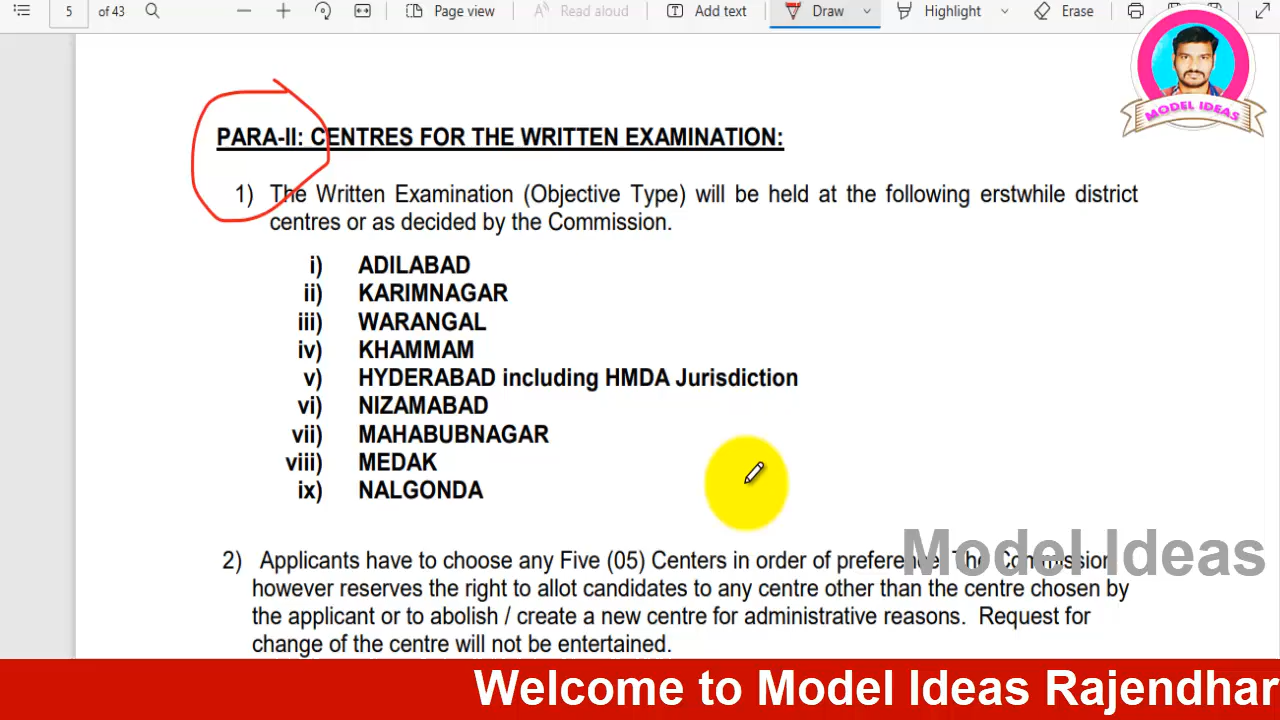 5 of 43 Page view Read aloud Add text Draw Highlight Erase
MODEL IDEAS
PARA-II: CENTRES FOR THE WRITTEN EXAMINATION:
1) The Written Examination (Objective Type) will be held at the following erstwhile district
centres or as decided by the Commission.
i) ADILABAD
ii) KARIMNAGAR
iii) WARANGAL
iv) KHAMMAM
v) HYDERABAD including HMDA Jurisdiction
vi) NIZAMABAD
vii) MAHABUBNAGAR
viii) MEDAK
ix) NALGONDA
Model Ideas
2) Applicants have to choose any Five (05) Centers in order of preference. The Commission
however reserves the right to allot candidates to any centre other than the centre chosen by
the applicant or to abolish / create a new centre for administrative reasons. Request for
change of the centre will not be entertained.
Welcome to Model Ideas Rajendhar